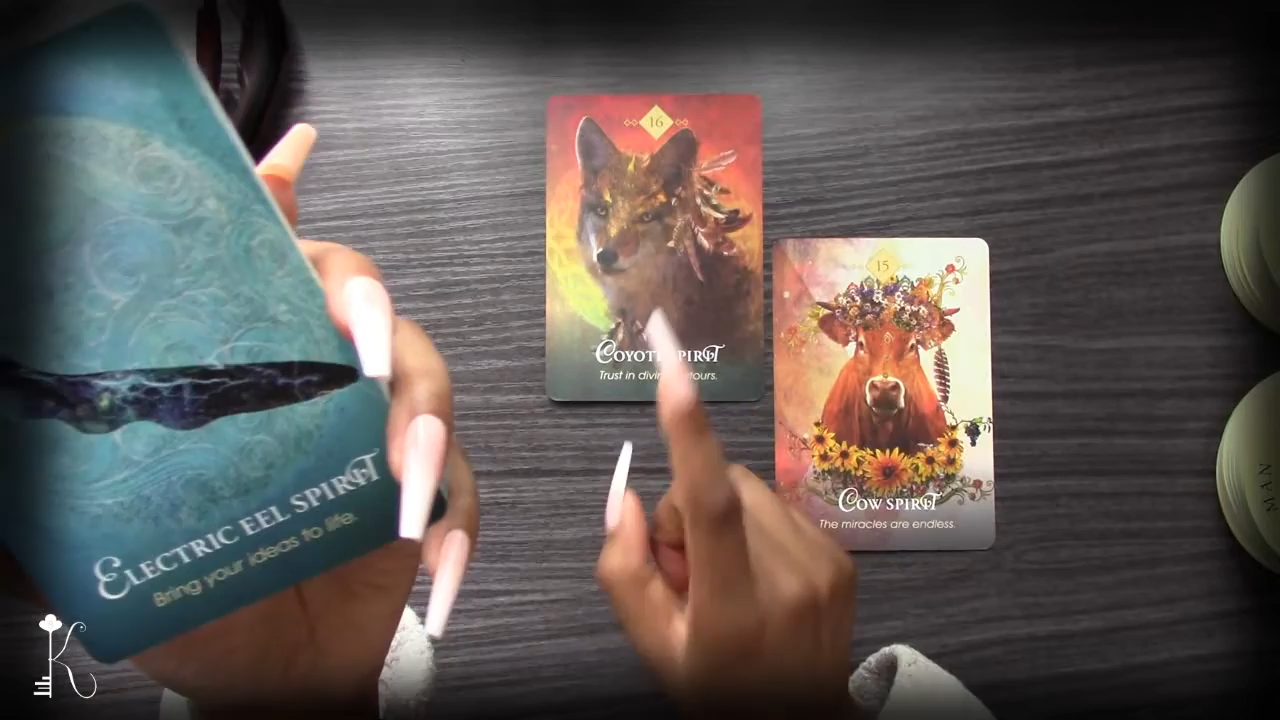 ELECTRIC EEL SPIRIT
Bring your ideas to life.
16
COYOTE SPIRIT
Trust in divine detours.
15
COW SPIRIT
The miracles are endless.
MAN
K